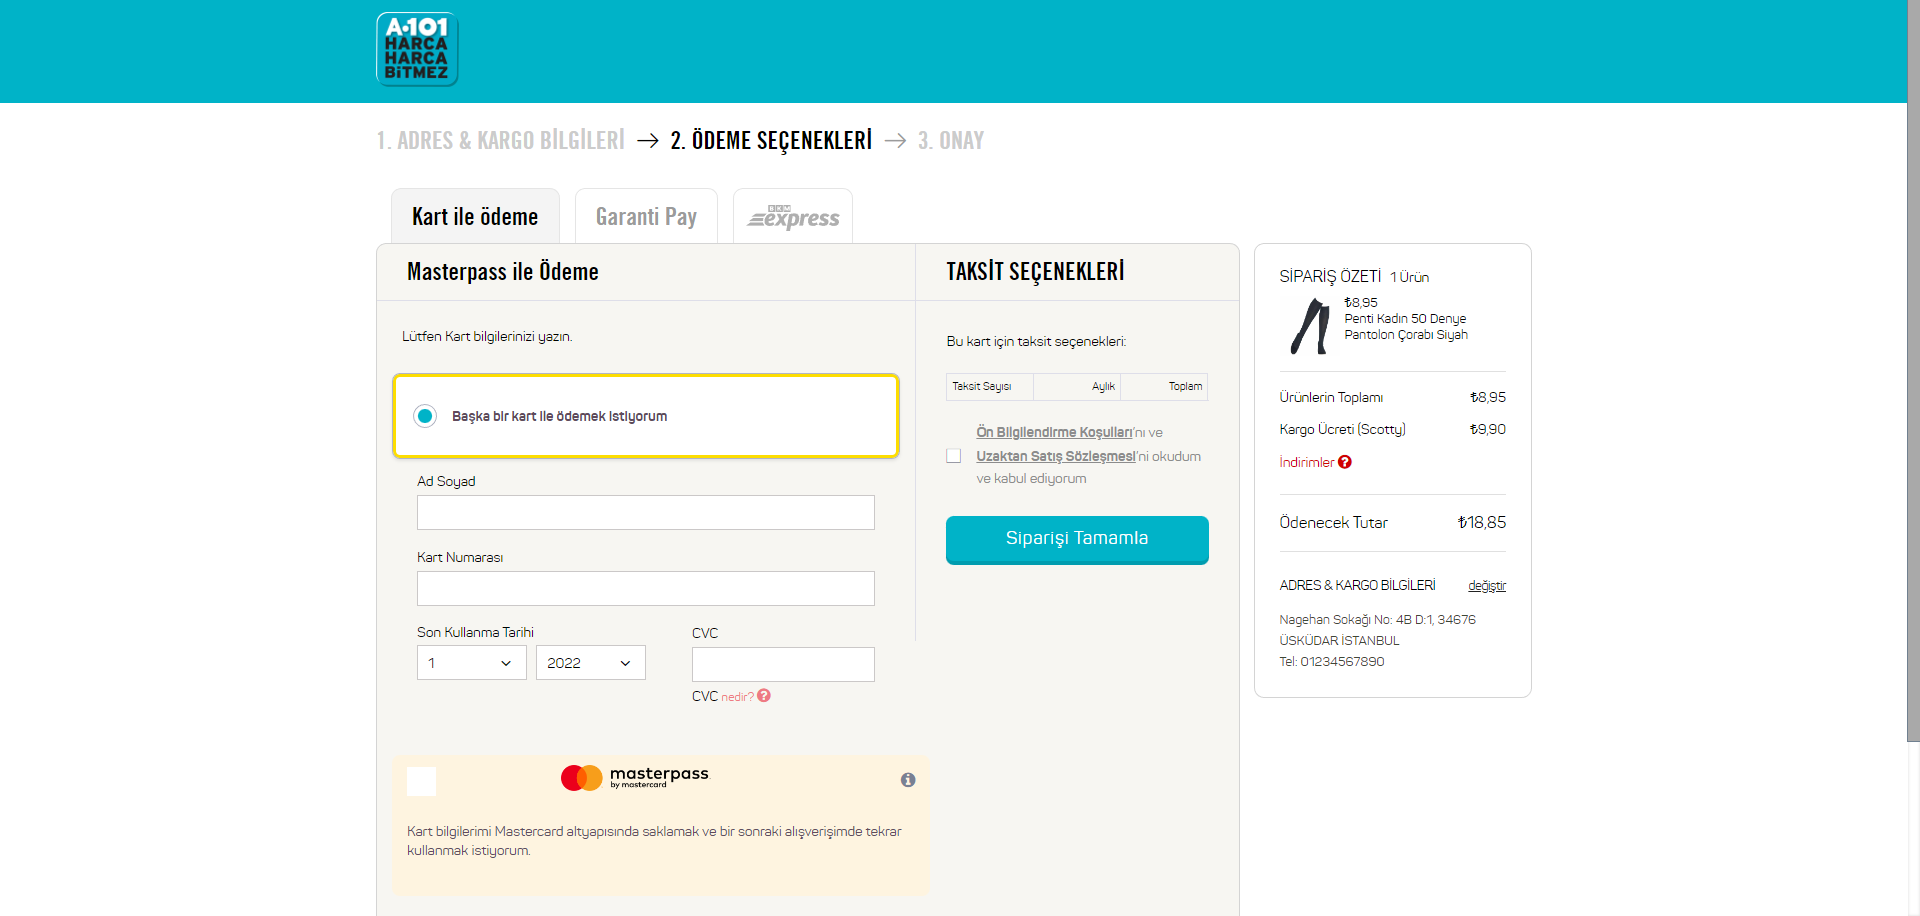 A·101
HARCA
HARCA
BİTMEZ
1. ADRES & KARGO BİLGİLERİ → 2. ÖDEME SEÇENEKLERİ → 3. ONAY
Kart ile ödeme
Garanti Pay
BKM
express
Masterpass ile Ödeme
Lütfen Kart bilgilerinizi yazın.
Başka bir kart ile ödemek istiyorum
Ad Soyad
Kart Numarası
Son Kullanma Tarihi
1
2022
CVC
CVC nedir? ?
masterpass
by mastercard
Kart bilgilerimi Mastercard altyapısında saklamak ve bir sonraki alışverişimde tekrar
kullanmak istiyorum.
TAKSİT SEÇENEKLERİ
Bu kart için taksit seçenekleri:
Taksit Sayısı Aylık Toplam
Ön Bilgilendirme Koşulları'nı ve
Uzaktan Satış Sözleşmesi'ni okudum
ve kabul ediyorum
Siparişi Tamamla
SİPARİŞ ÖZETİ 1 Ürün
₺8,95
Penti Kadın 50 Denye
Pantolon Çorabı Siyah
Ürünlerin Toplamı ₺8,95
Kargo Ücreti (Scotty) ₺9,90
İndirimler ?
Ödenecek Tutar ₺18,85
ADRES & KARGO BİLGİLERİ değiştir
Nagehan Sokağı No: 4B D:1, 34676
ÜSKÜDAR İSTANBUL
Tel: 01234567890